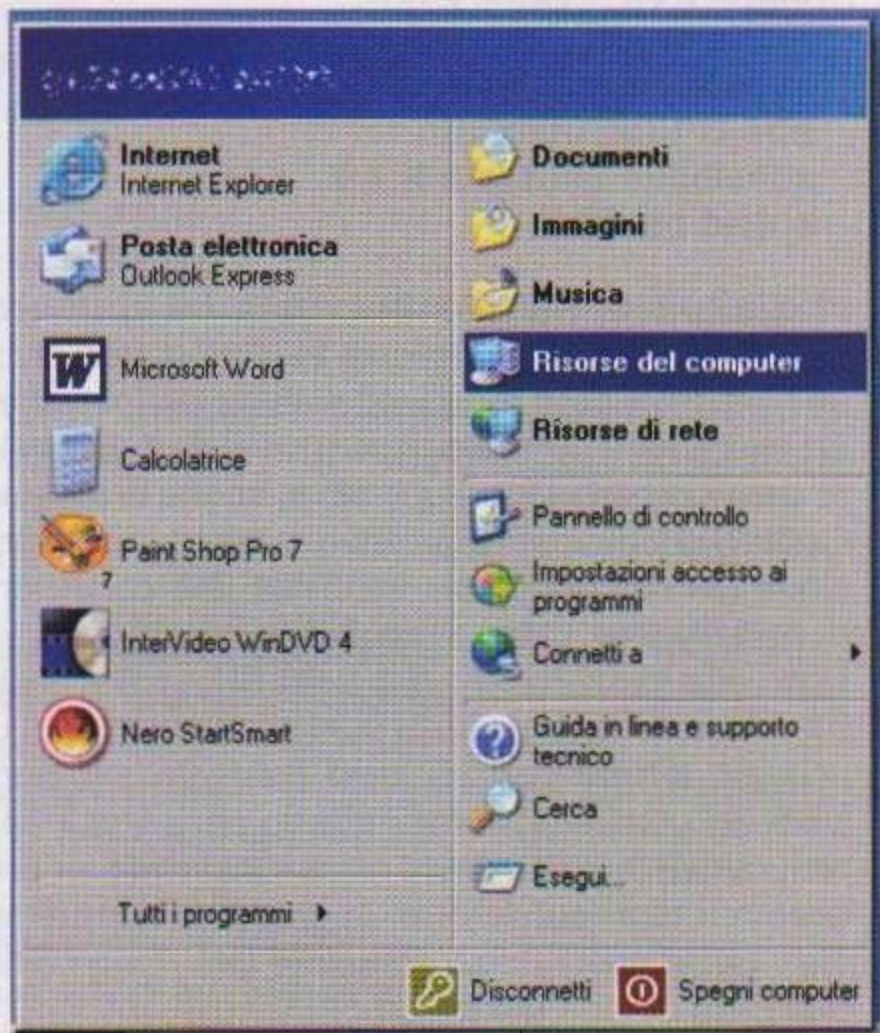 Internet
Internet Explorer
Posta elettronica
Outlook Express
Microsoft Word
Calcolatrice
7
Paint Shop Pro 7
InterVideo WinDVD 4
Nero StartSmart
Tutti i programmi
Documenti
Immagini
Musica
Risorse del computer
Risorse di rete
Pannello di controllo
Impostazioni accesso ai
programmi
Connetti a
Guida in linea e supporto
tecnico
Cerca
Esegui...
Disconnetti
Spegni computer